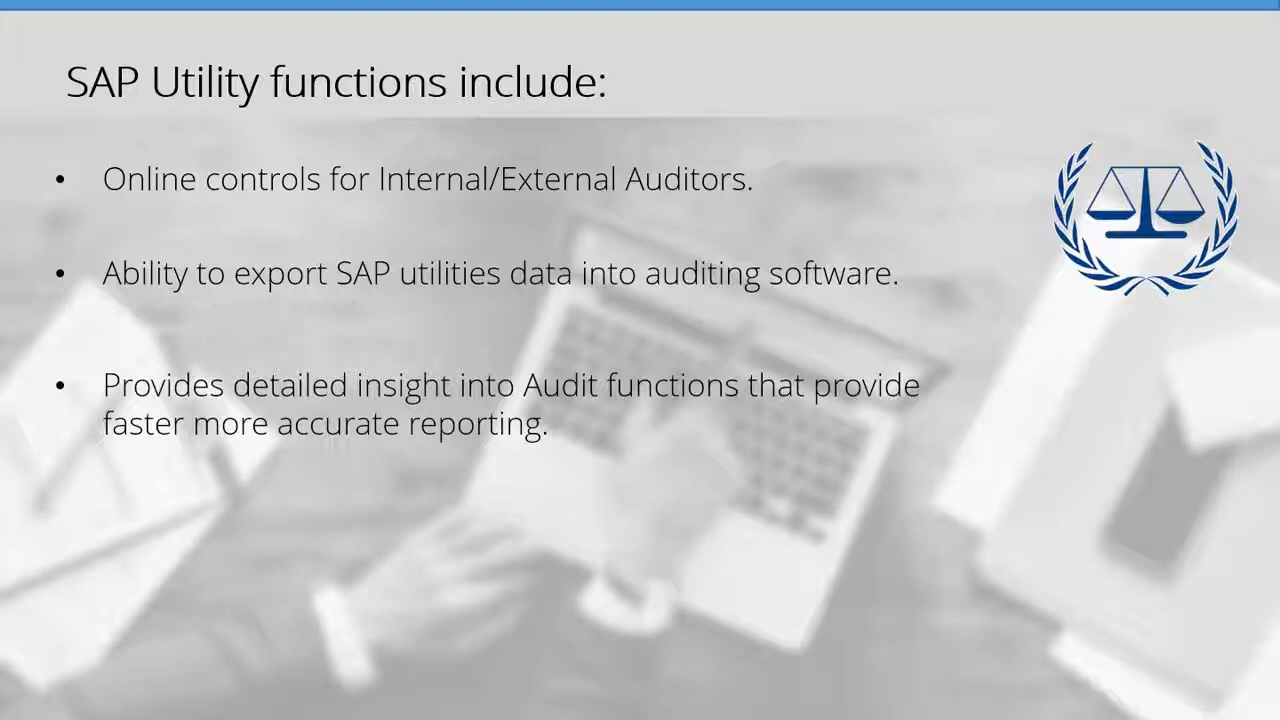 SAP Utility functions include:
• Online controls for Internal/External Auditors.
• Ability to export SAP utilities data into auditing software.
• Provides detailed insight into Audit functions that provide
faster more accurate reporting.